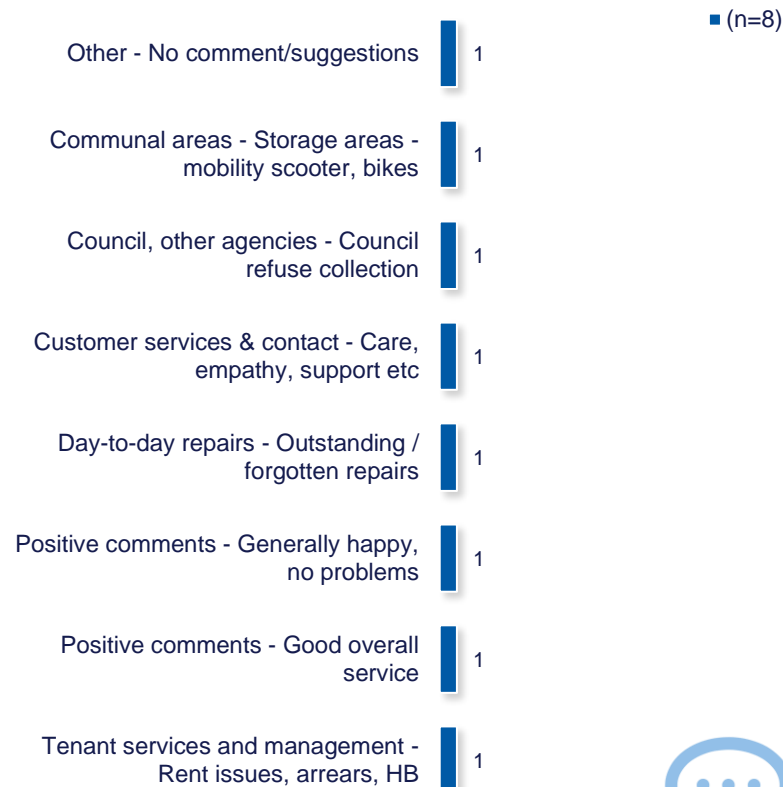 (n=8)
Other - No comment/suggestions 1
Communal areas - Storage areas -
mobility scooter, bikes 1
Council, other agencies - Council
refuse collection 1
Customer services & contact - Care,
empathy, support etc 1
Day-to-day repairs - Outstanding /
forgotten repairs 1
Positive comments - Generally happy,
no problems 1
Positive comments - Good overall
service 1
Tenant services and management -
Rent issues, arrears, HB 1